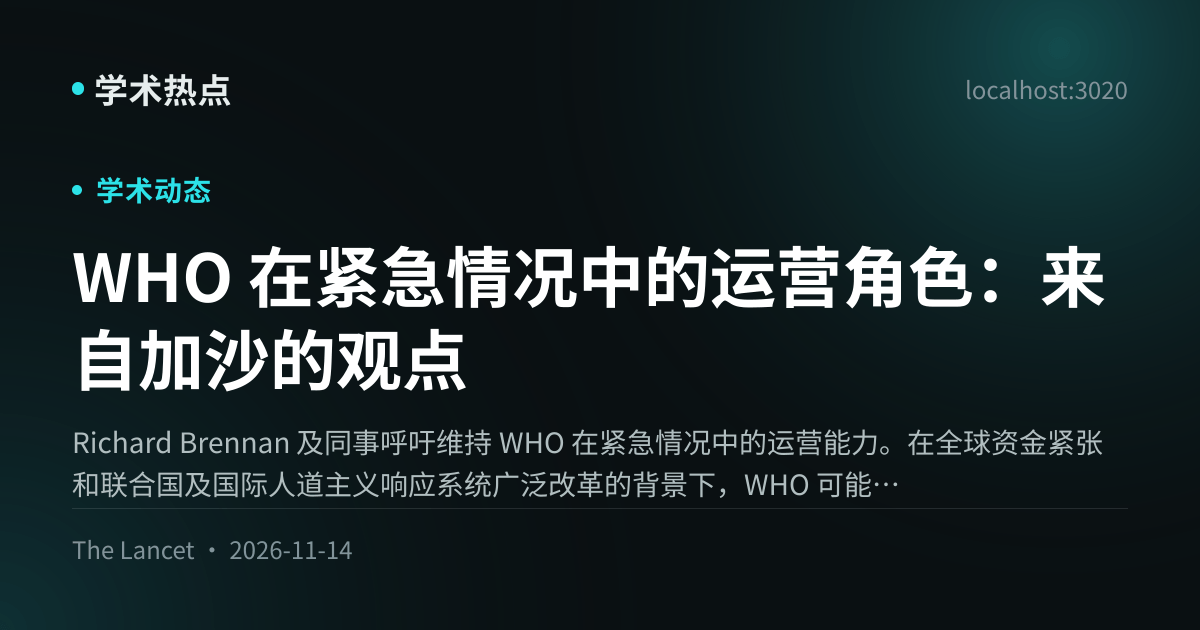 学术热点
localhost:3020
学术动态
WHO 在紧急情况中的运营角色：来
自加沙的观点
Richard Brennan 及同事呼吁维持 WHO 在紧急情况中的运营能力。在全球资金紧张
和联合国及国际人道主义响应系统广泛改革的背景下，WHO 可能…
The Lancet · 2026-11-14